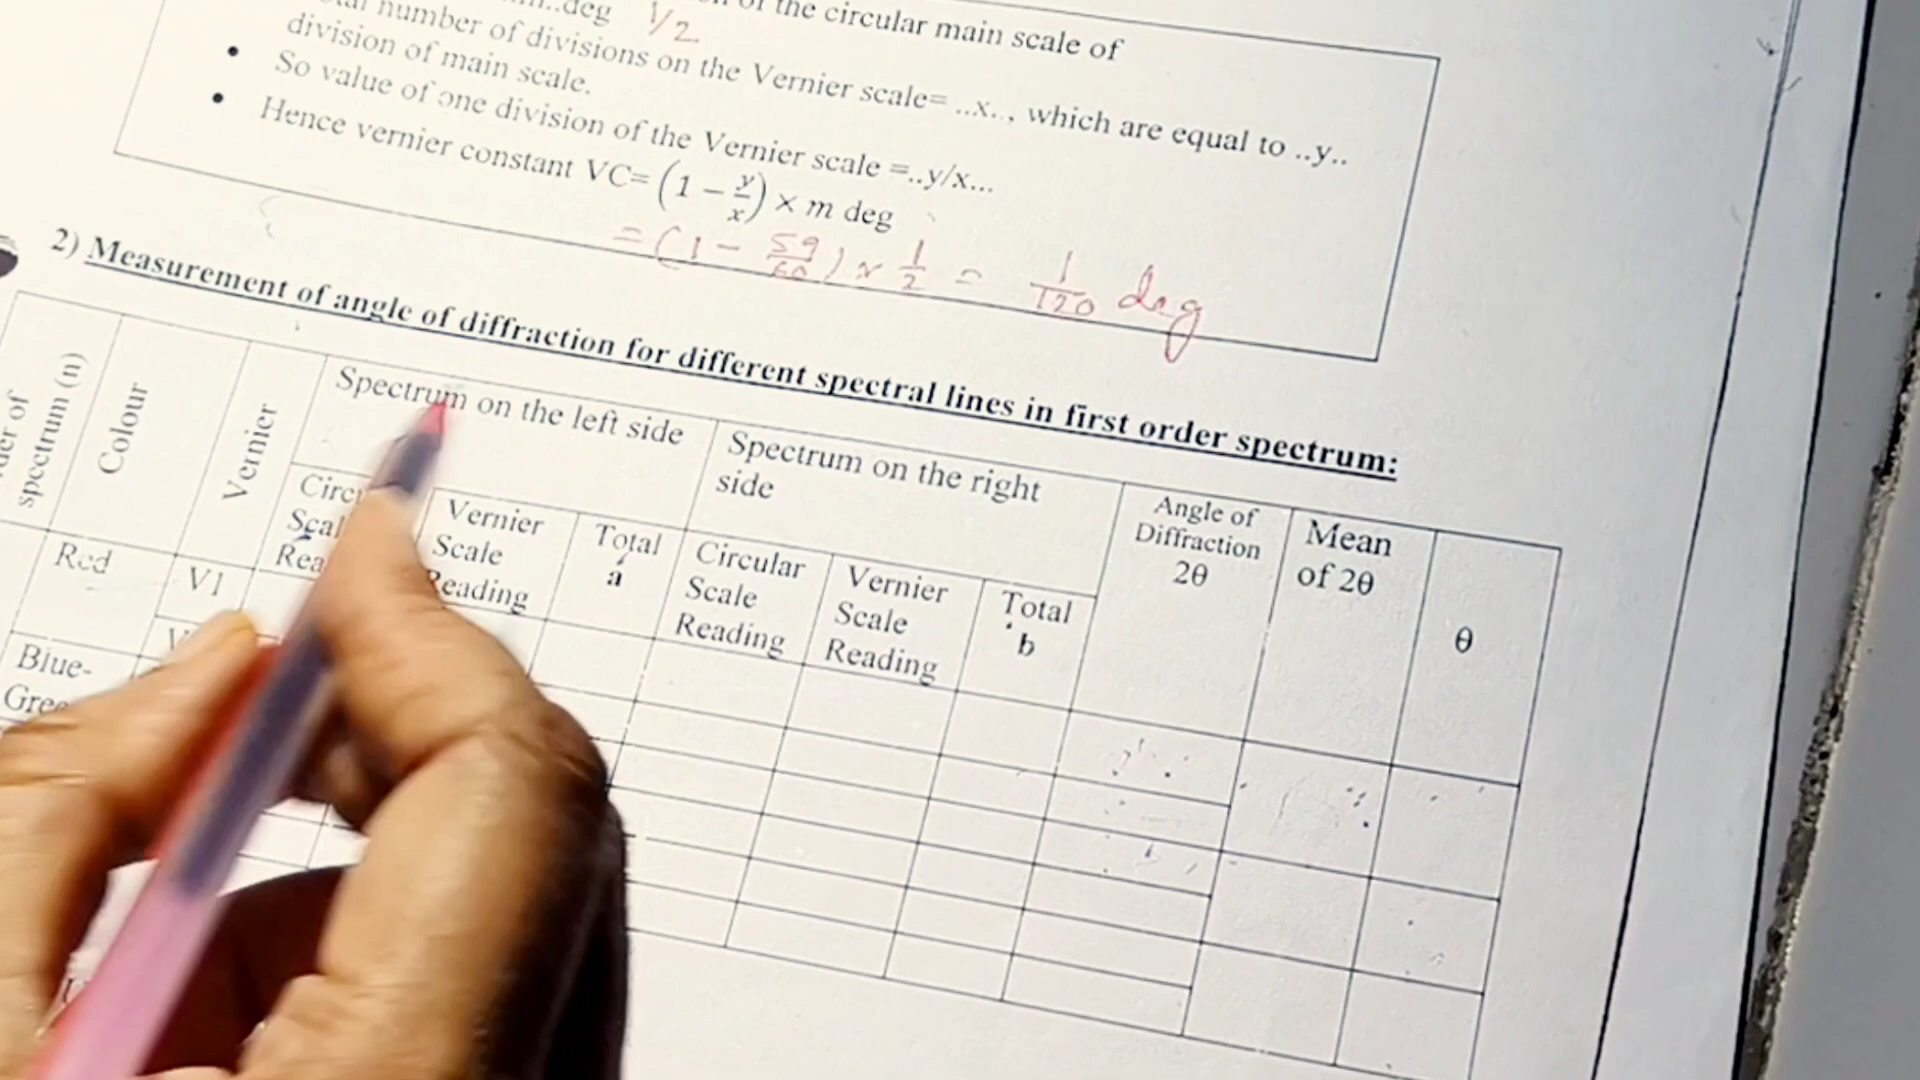 deg 1/2 of the circular main scale of
number of divisions on the Vernier scale= ..x.. , which are equal to ..y..
division of main scale.
• So value of one division of the Vernier scale =..y/x...
• Hence vernier constant VC= (1 − y/x) × m deg
= (1 − 59/60) × 1/2 = 1/120 deg
2) Measurement of angle of diffraction for different spectral lines in first order spectrum:
spectrum (n)
Colour
Vernier
Spectrum on the left side
Spectrum on the right side
Angle of Diffraction 2θ
Mean of 2θ
θ
Vernier Scale Reading
Total a
Circular Scale Reading
Vernier Scale Reading
Total b
Red
V1
Blue-